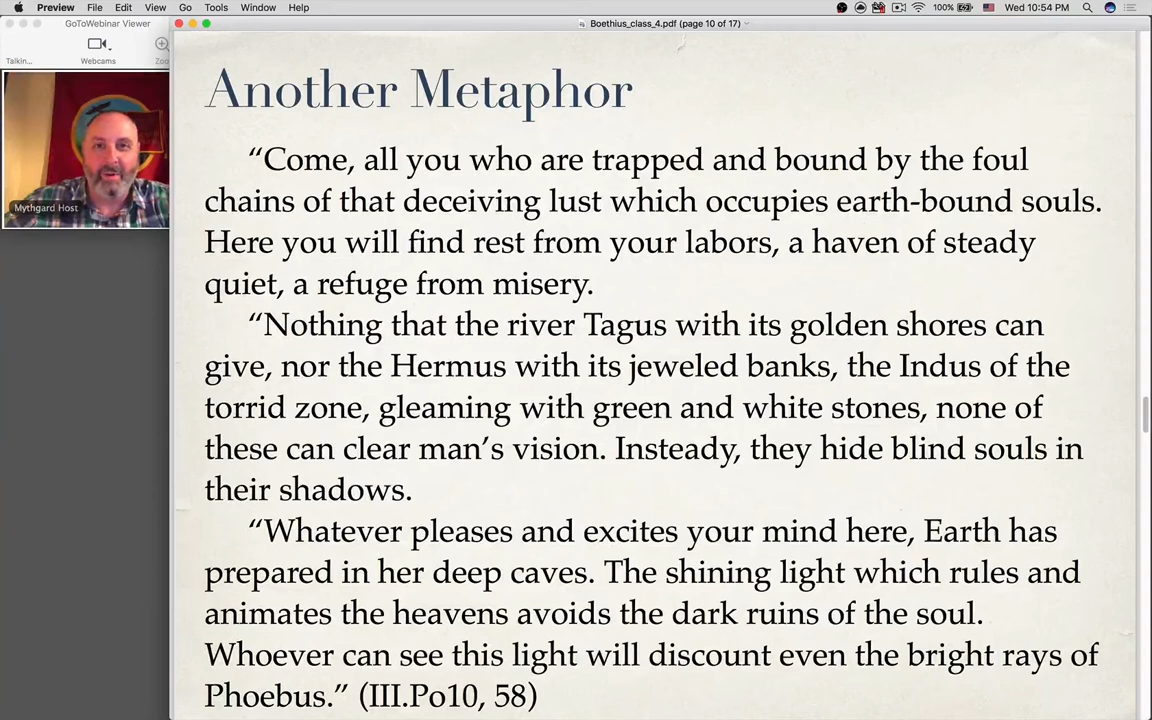 Preview File Edit View Go Tools Window Help
100% Wed 10:54 PM
GoToWebinar Viewer
Boethius_class_4.pdf (page 10 of 17)
Talkin... Webcams Zoo
Mythgard Host
Another Metaphor
“Come, all you who are trapped and bound by the foul
chains of that deceiving lust which occupies earth-bound souls.
Here you will find rest from your labors, a haven of steady
quiet, a refuge from misery.
“Nothing that the river Tagus with its golden shores can
give, nor the Hermus with its jeweled banks, the Indus of the
torrid zone, gleaming with green and white stones, none of
these can clear man’s vision. Insteady, they hide blind souls in
their shadows.
“Whatever pleases and excites your mind here, Earth has
prepared in her deep caves. The shining light which rules and
animates the heavens avoids the dark ruins of the soul.
Whoever can see this light will discount even the bright rays of
Phoebus.” (III.Po10, 58)